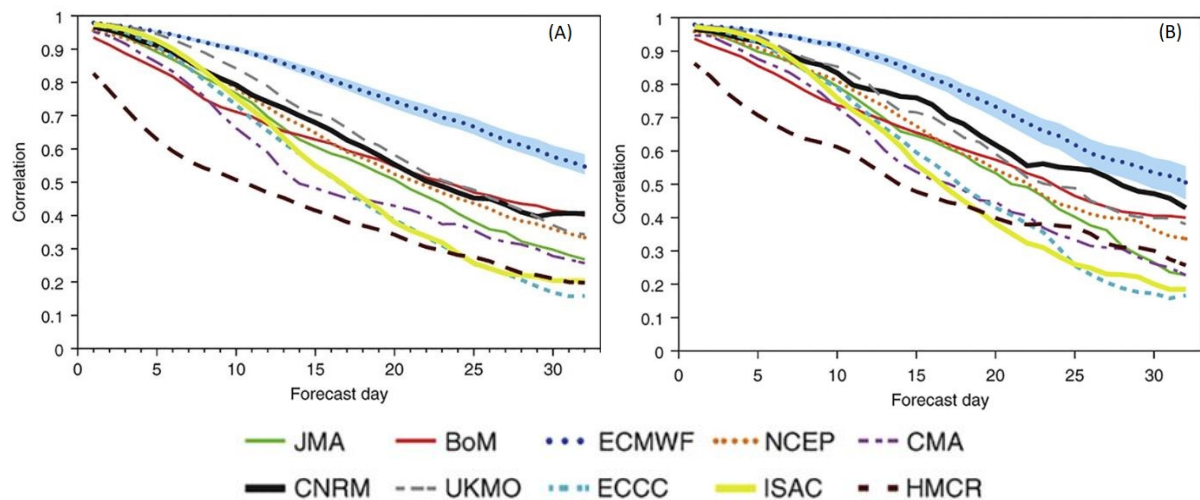 (A)
Correlation
1
0.9
0.8
0.7
0.6
0.5
0.4
0.3
0.2
0.1
0
0 5 10 15 20 25 30
Forecast day
(B)
Correlation
1
0.9
0.8
0.7
0.6
0.5
0.4
0.3
0.2
0.1
0
0 5 10 15 20 25 30
Forecast day
JMA BoM ECMWF NCEP CMA
CNRM UKMO ECCC ISAC HMCR